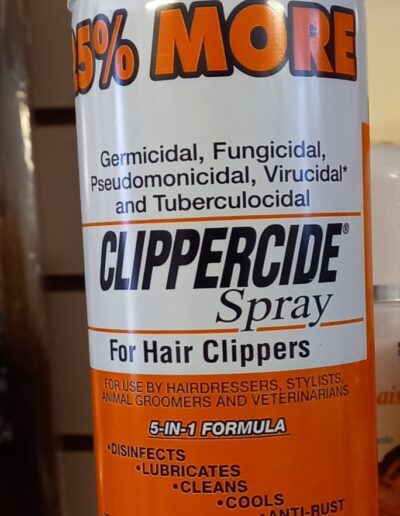 25% MORE
Germicidal, Fungicidal,
Pseudomonicidal, Virucidal*
and Tuberculocidal
CLIPPERCIDE®
Spray
For Hair Clippers
FOR USE BY HAIRDRESSERS, STYLISTS,
ANIMAL GROOMERS AND VETERINARIANS
5-IN-1 FORMULA
•DISINFECTS
•LUBRICATES
•CLEANS
•COOLS
•ANTI-RUST